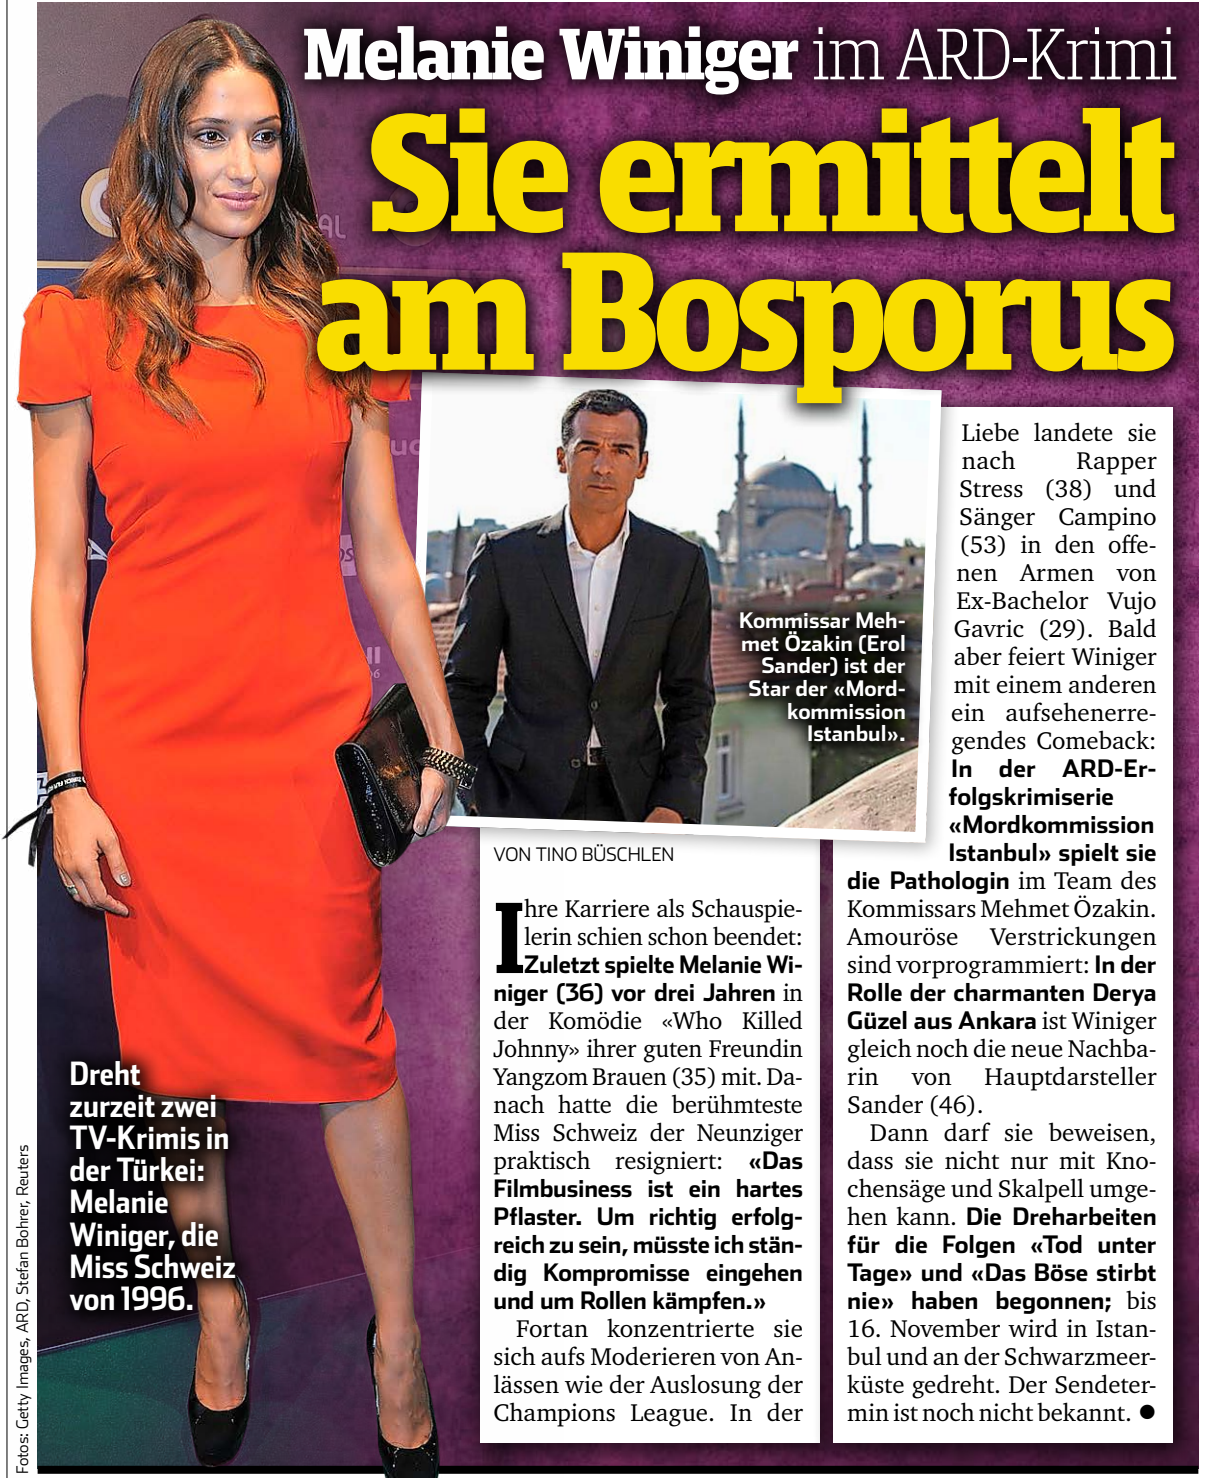 Melanie Winiger im ARD-Krimi
Sie ermittelt
am Bosporus
Kommissar Meh-
met Özakin (Erol
Sander) ist der
Star der «Mord-
kommission
Istanbul».
Dreht
zurzeit zwei
TV-Krimis in
der Türkei:
Melanie
Winiger, die
Miss Schweiz
von 1996.
Fotos: Getty Images, ARD, Stefan Bohrer, Reuters
VON TINO BÜSCHLEN
Ihre Karriere als Schauspie-
lerin schien schon beendet:
Zuletzt spielte Melanie Wi-
niger (36) vor drei Jahren in
der Komödie «Who Killed
Johnny» ihrer guten Freundin
Yangzom Brauen (35) mit. Da-
nach hatte die berühmteste
Miss Schweiz der Neunziger
praktisch resigniert: «Das
Filmbusiness ist ein hartes
Pflaster. Um richtig erfolg-
reich zu sein, müsste ich stän-
dig Kompromisse eingehen
und um Rollen kämpfen.»
Fortan konzentrierte sie
sich aufs Moderieren von An-
lässen wie der Auslosung der
Champions League. In der
Liebe landete sie
nach Rapper
Stress (38) und
Sänger Campino
(53) in den offe-
nen Armen von
Ex-Bachelor Vujo
Gavric (29). Bald
aber feiert Winiger
mit einem anderen
ein aufsehenerre-
gendes Comeback:
In der ARD-Er-
folgskrimiserie
«Mordkommission
Istanbul» spielt sie
die Pathologin im Team des
Kommissars Mehmet Özakin.
Amouröse Verstrickungen
sind vorprogrammiert: In der
Rolle der charmanten Derya
Güzel aus Ankara ist Winiger
gleich noch die neue Nachba-
rin von Hauptdarsteller
Sander (46).
Dann darf sie beweisen,
dass sie nicht nur mit Kno-
chensäge und Skalpell umge-
hen kann. Die Dreharbeiten
für die Folgen «Tod unter
Tage» und «Das Böse stirbt
nie» haben begonnen; bis
16. November wird in Istan-
bul und an der Schwarzmeer-
küste gedreht. Der Sendeter-
min ist noch nicht bekannt.